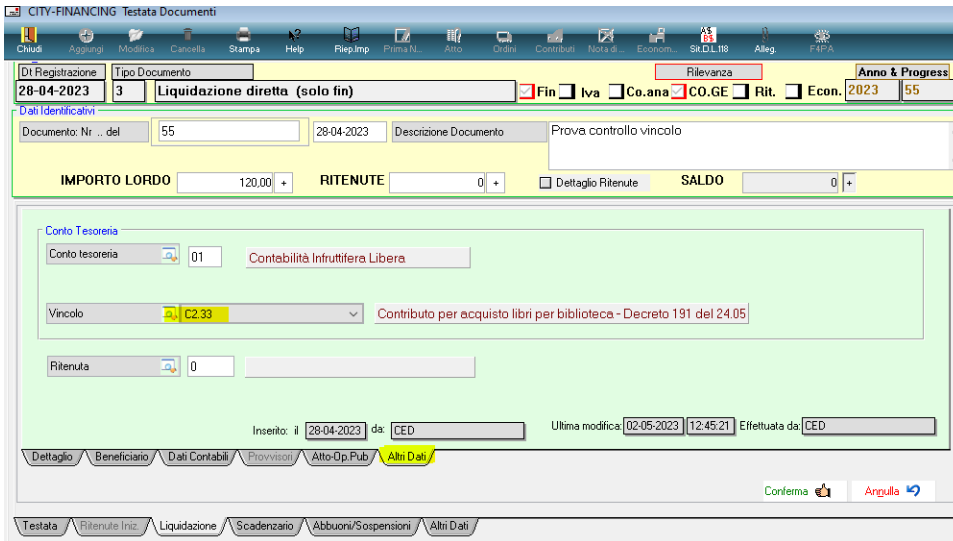 CITY-FINANCING Testata Documenti
Chiudi Aggiungi Modifica Cancella Stampa Help Riep.Imp Prima N... Atto Ordini Contributi Nota di... Econom... Sit.D.L.118 Alleg. F4PA
Dt Registrazione Tipo Documento Rilevanza Anno & Progress
28-04-2023 3 Liquidazione diretta (solo fin) Fin Iva Co.ana CO.GE Rit. Econ. 2023 55
Dati Identificativi
Documento: Nr .. del 55 28-04-2023 Descrizione Documento Prova controllo vincolo
IMPORTO LORDO 120,00 + RITENUTE 0 + Dettaglio Ritenute SALDO 0 +
Conto Tesoreria
Conto tesoreria 01 Contabilità Infruttifera Libera
Vincolo C2.33 Contributo per acquisto libri per biblioteca - Decreto 191 del 24.05
Ritenuta 0
Inserito: il 28-04-2023 da: CED Ultima modifica: 02-05-2023 12:45:21 Effettuata da: CED
Dettaglio Beneficiario Dati Contabili Provvisori Atto-Op.Pub Altri Dati
Conferma Annulla
Testata Ritenute Iniz. Liquidazione Scadenzario Abbuoni/Sospensioni Altri Dati